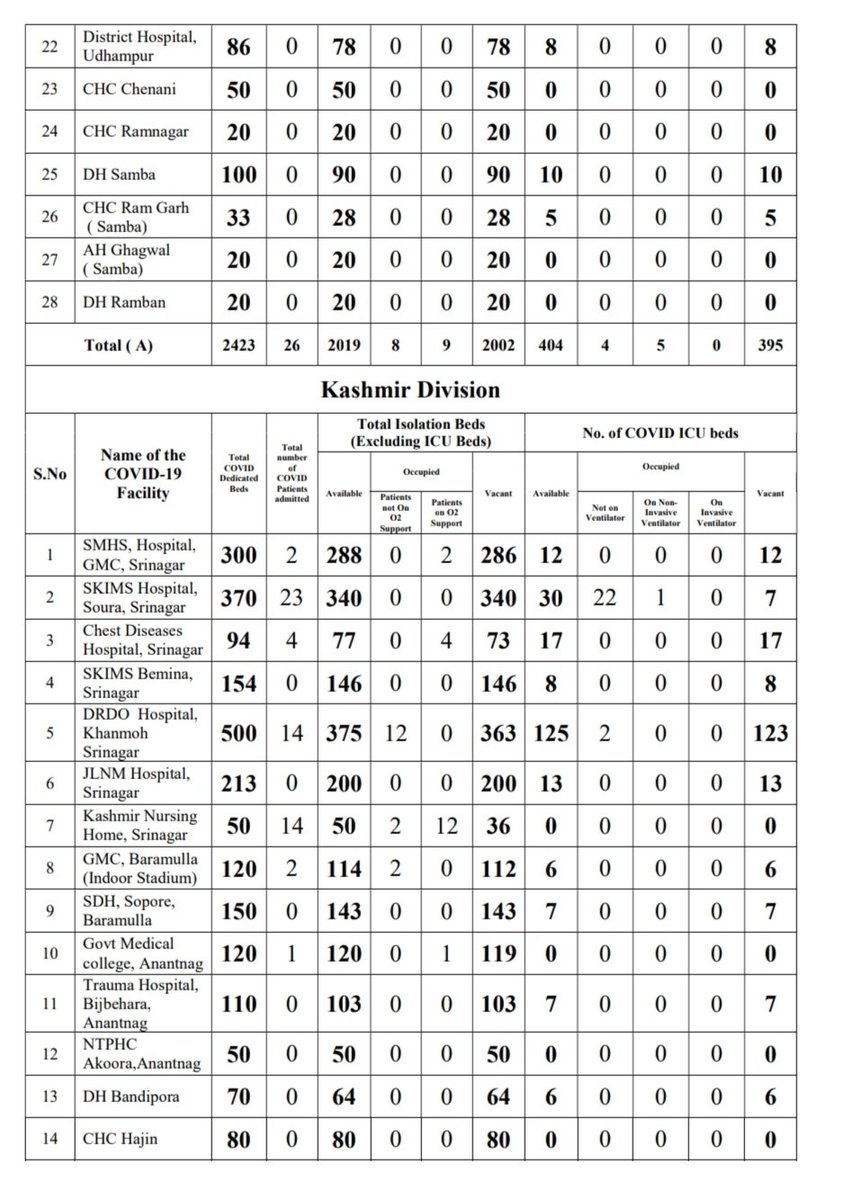 22 District Hospital, Udhampur 86 0 78 0 0 78 8 0 0 0 8
23 CHC Chenani 50 0 50 0 0 50 0 0 0 0 0
24 CHC Ramnagar 20 0 20 0 0 20 0 0 0 0 0
25 DH Samba 100 0 90 0 0 90 10 0 0 0 10
26 CHC Ram Garh ( Samba) 33 0 28 0 0 28 5 0 0 0 5
27 AH Ghagwal ( Samba) 20 0 20 0 0 20 0 0 0 0 0
28 DH Ramban 20 0 20 0 0 20 0 0 0 0 0
Total ( A) 2423 26 2019 8 9 2002 404 4 5 0 395
Kashmir Division
S.No
Name of the COVID-19 Facility
Total COVID Dedicated Beds
Total number of COVID Patients admitted
Total Isolation Beds (Excluding ICU Beds)
Available
Occupied
Patients not On O2 Support
Patients on O2 Support
Vacant
No. of COVID ICU beds
Available
Occupied
Not on Ventilator
On Non-Invasive Ventilator
On Invasive Ventilator
Vacant
1 SMHS, Hospital, GMC, Srinagar 300 2 288 0 2 286 12 0 0 0 12
2 SKIMS Hospital, Soura, Srinagar 370 23 340 0 0 340 30 22 1 0 7
3 Chest Diseases Hospital, Srinagar 94 4 77 0 4 73 17 0 0 0 17
4 SKIMS Bemina, Srinagar 154 0 146 0 0 146 8 0 0 0 8
5 DRDO Hospital, Khanmoh Srinagar 500 14 375 12 0 363 125 2 0 0 123
6 JLNM Hospital, Srinagar 213 0 200 0 0 200 13 0 0 0 13
7 Kashmir Nursing Home, Srinagar 50 14 50 2 12 36 0 0 0 0 0
8 GMC, Baramulla (Indoor Stadium) 120 2 114 2 0 112 6 0 0 0 6
9 SDH, Sopore, Baramulla 150 0 143 0 0 143 7 0 0 0 7
10 Govt Medical college, Anantnag 120 1 120 0 1 119 0 0 0 0 0
11 Trauma Hospital, Bijbehara, Anantnag 110 0 103 0 0 103 7 0 0 0 7
12 NTPHC Akoora,Anantnag 50 0 50 0 0 50 0 0 0 0 0
13 DH Bandipora 70 0 64 0 0 64 6 0 0 0 6
14 CHC Hajin 80 0 80 0 0 80 0 0 0 0 0